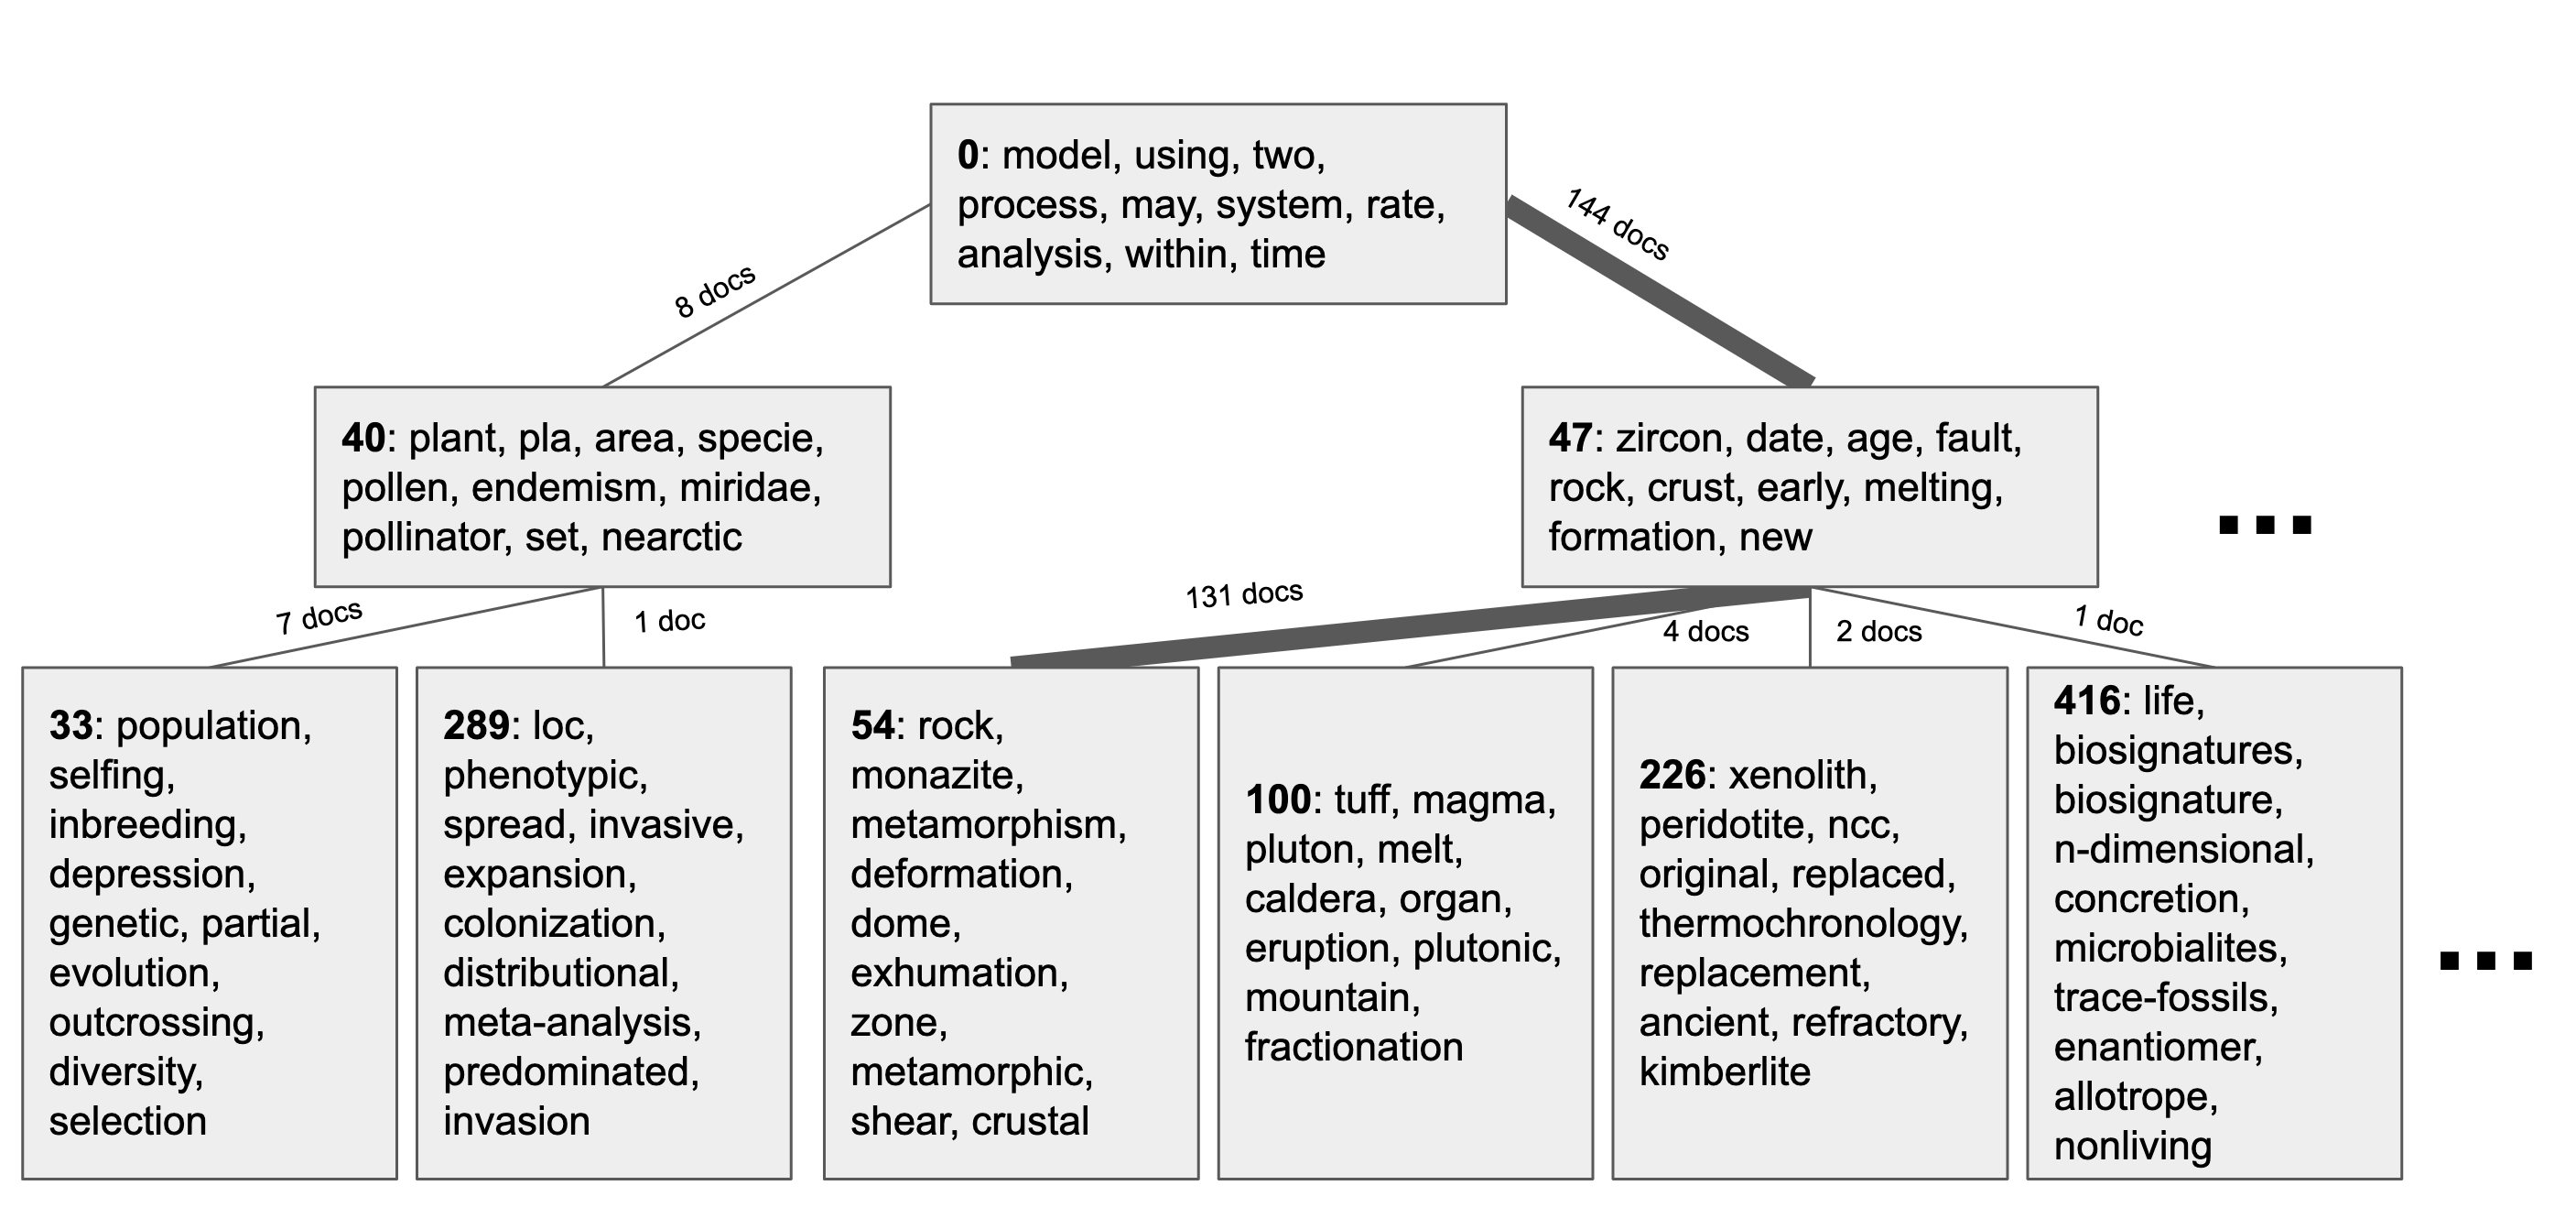 0: model, using, two,
process, may, system, rate,
analysis, within, time
8 docs
144 docs
40: plant, pla, area, specie,
pollen, endemism, miridae,
pollinator, set, nearctic
47: zircon, date, age, fault,
rock, crust, early, melting,
formation, new
...
7 docs
1 doc
131 docs
4 docs
2 docs
1 doc
33: population,
selfing,
inbreeding,
depression,
genetic, partial,
evolution,
outcrossing,
diversity,
selection
289: loc,
phenotypic,
spread, invasive,
expansion,
colonization,
distributional,
meta-analysis,
predominated,
invasion
54: rock,
monazite,
metamorphism,
deformation,
dome,
exhumation,
zone,
metamorphic,
shear, crustal
100: tuff, magma,
pluton, melt,
caldera, organ,
eruption, plutonic,
mountain,
fractionation
226: xenolith,
peridotite, ncc,
original, replaced,
thermochronology,
replacement,
ancient, refractory,
kimberlite
416: life,
biosignatures,
biosignature,
n-dimensional,
concretion,
microbialites,
trace-fossils,
enantiomer,
allotrope,
nonliving
...